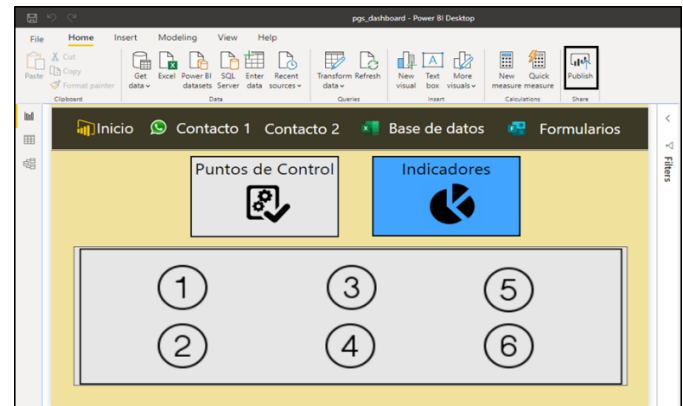 pgs_dashboard - Power BI Desktop
File Home Insert Modeling View Help
Paste
Cut
Copy
Format painter
Clipboard
Get data
Excel
Power BI datasets
SQL Server
Enter data
Recent sources
Data
Transform data
Refresh
Queries
New visual
Text box
More visuals
Insert
New measure
Quick measure
Calculations
Publish
Share
Inicio Contacto 1 Contacto 2 Base de datos Formularios
Filters
Puntos de Control
Indicadores
1 3 5
2 4 6